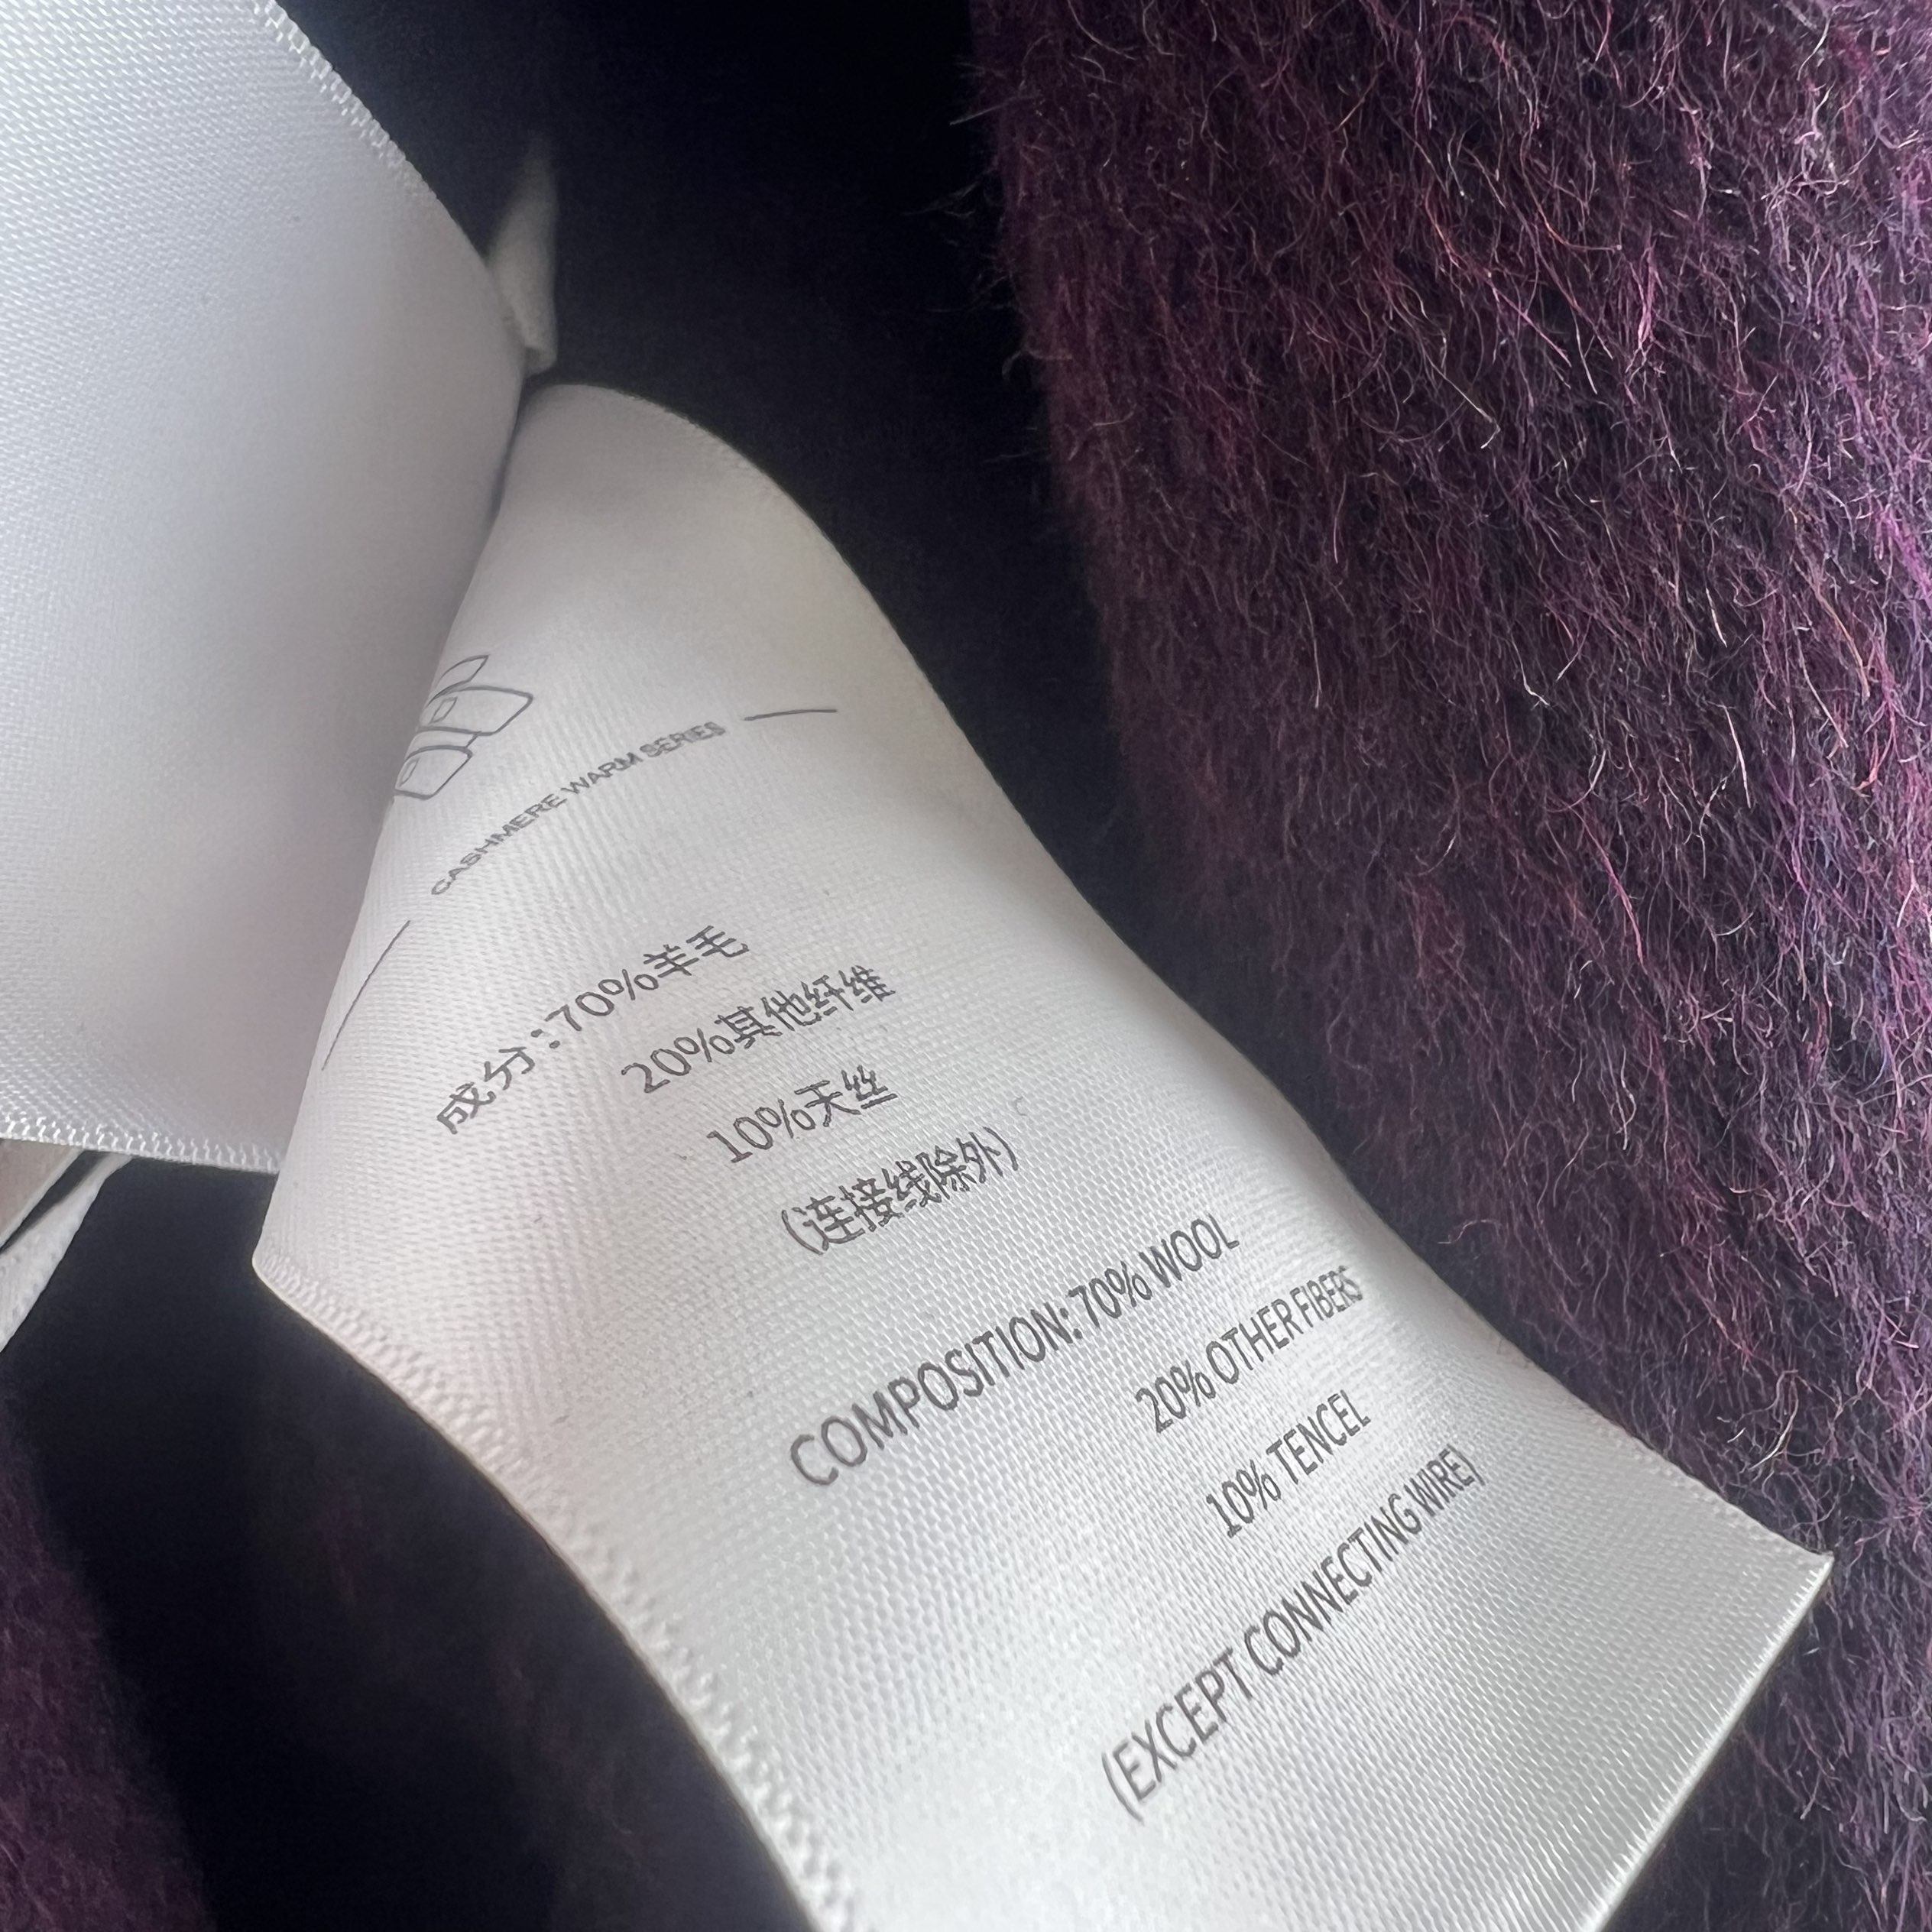 CASHMERE WARM SERIES
成分:70%羊毛
20%其他纤维
10%天丝
(连接线除外)
COMPOSITION: 70% WOOL
20% OTHER FIBERS
10% TENCEL
(EXCEPT CONNECTING WIRE)